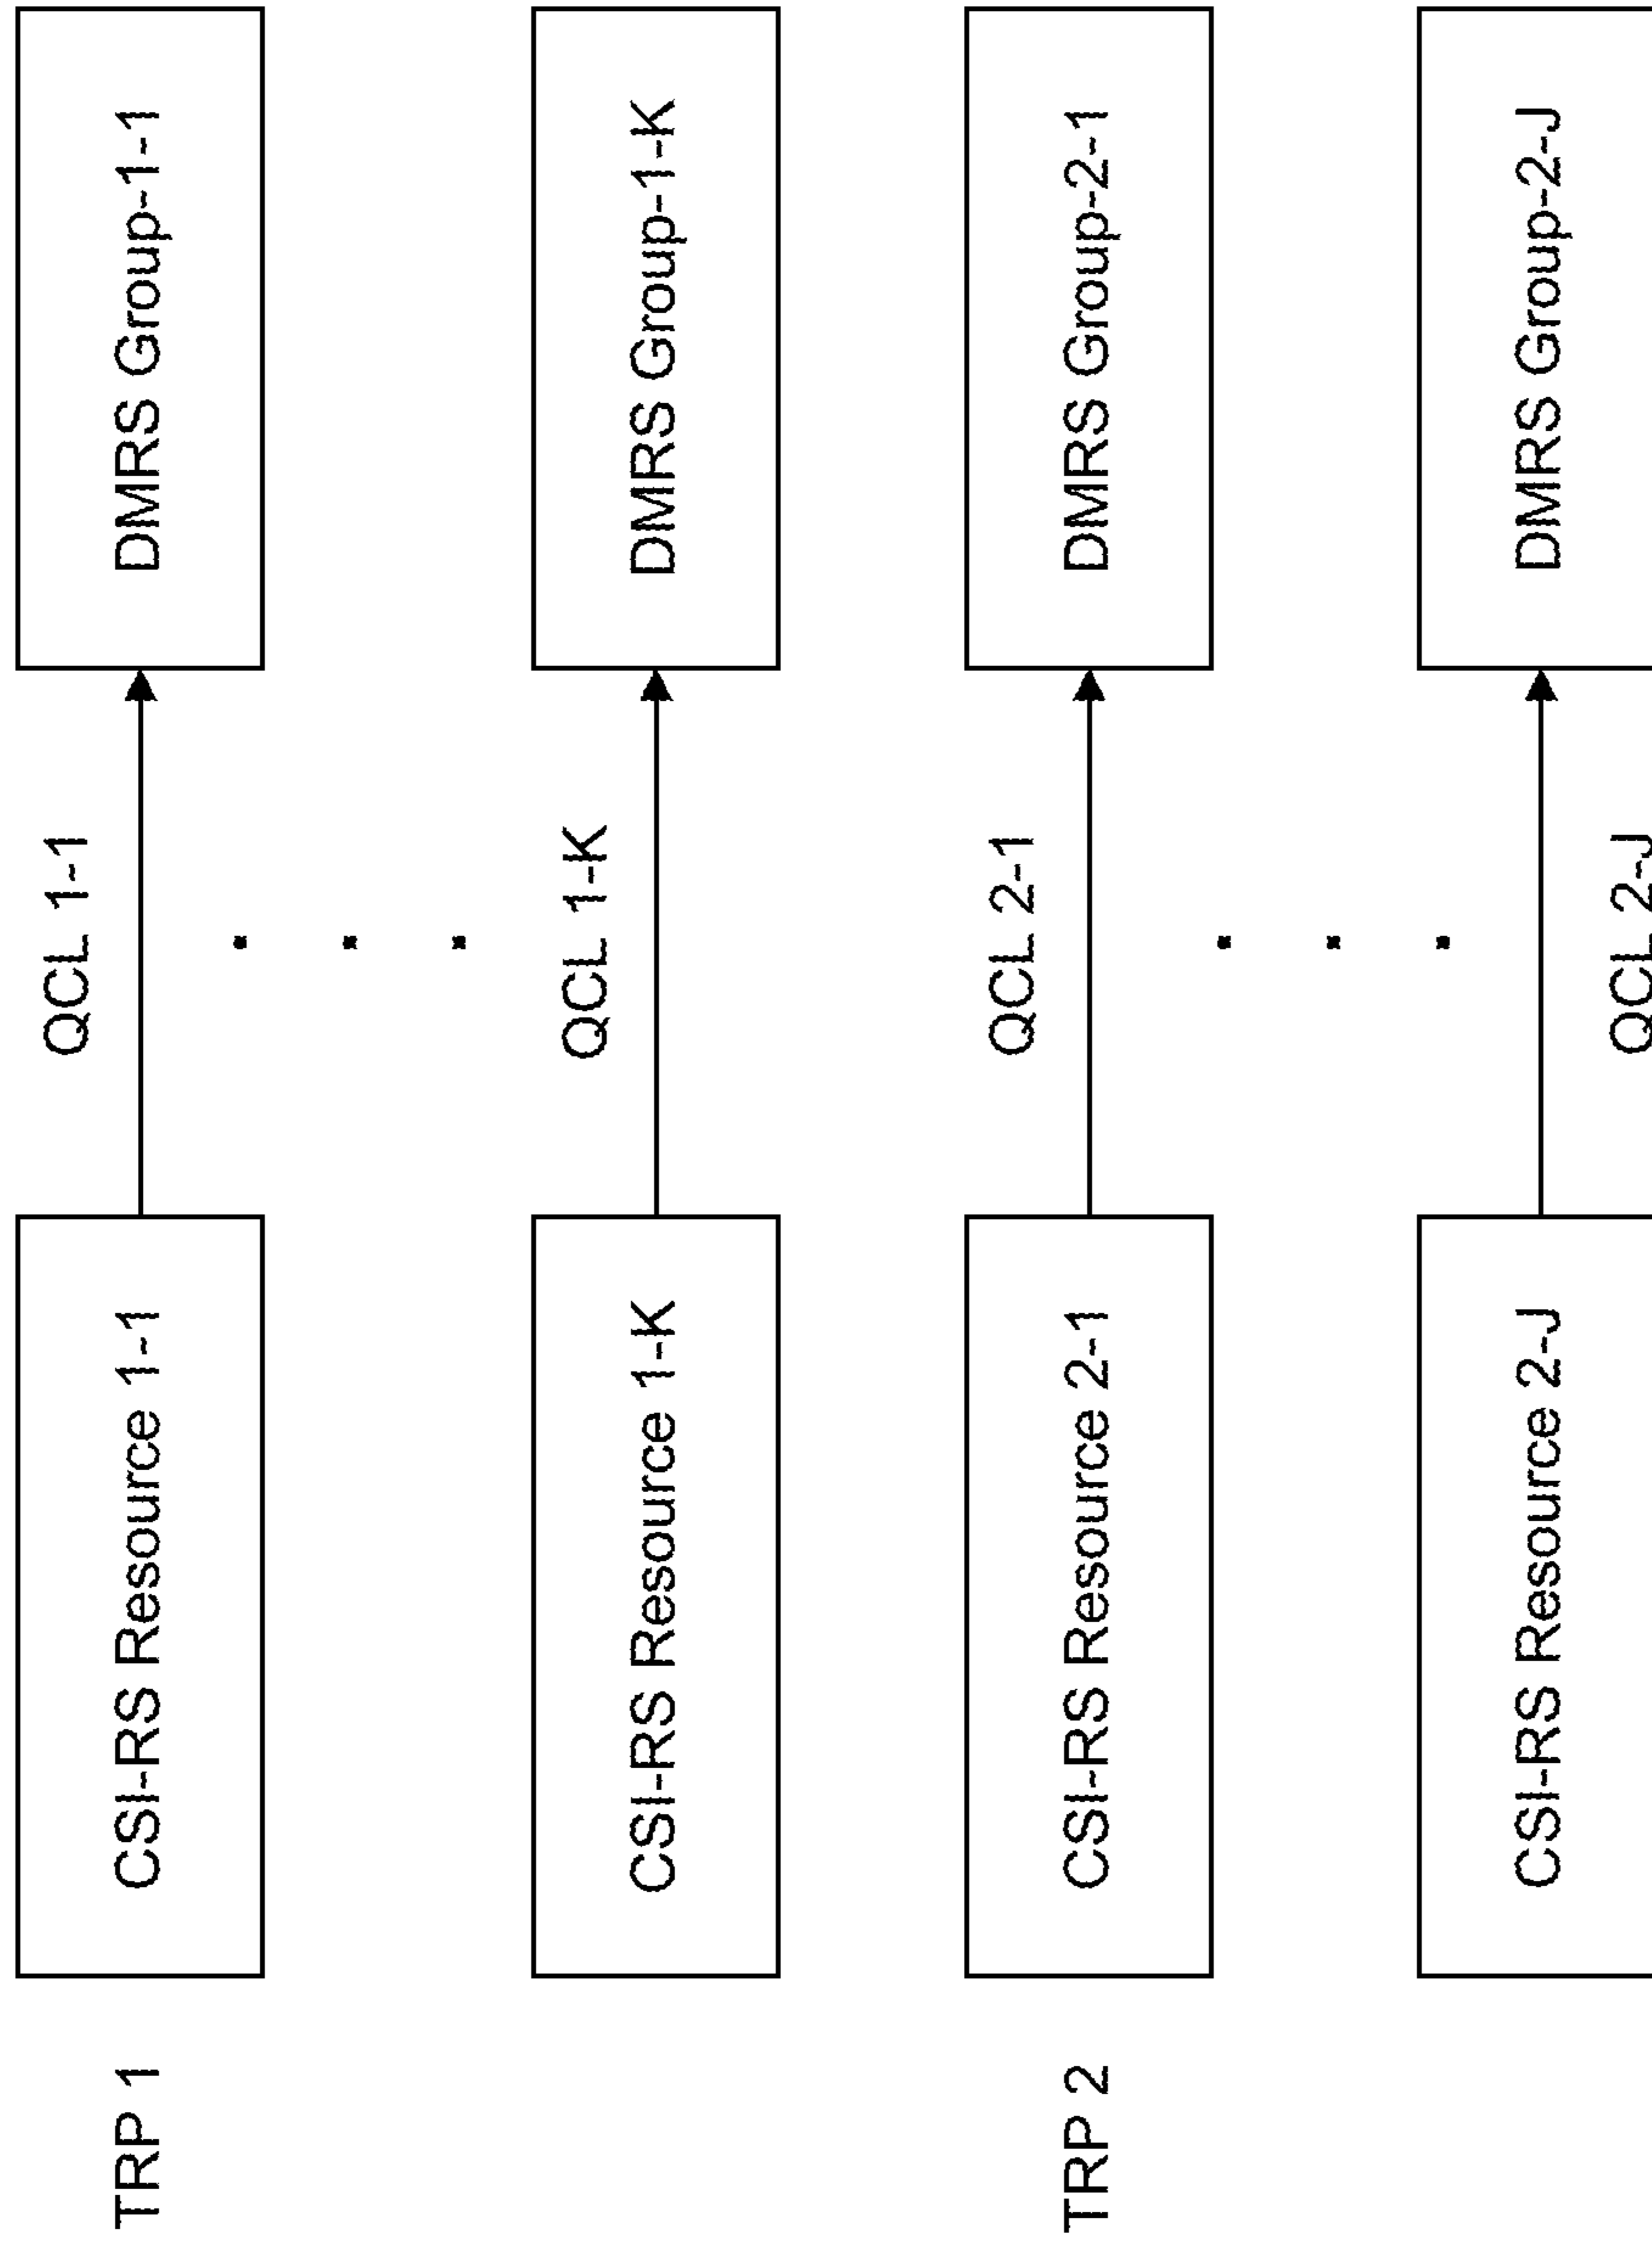 TRP 1
CSI-RS Resource 1-1
QCL 1-1
DMRS Group-1-1
CSI-RS Resource 1-K
QCL 1-K
DMRS Group-1-K
TRP 2
CSI-RS Resource 2-1
QCL 2-1
DMRS Group-2-1
CSI-RS Resource 2-J
QCL 2-J
DMRS Group-2-J